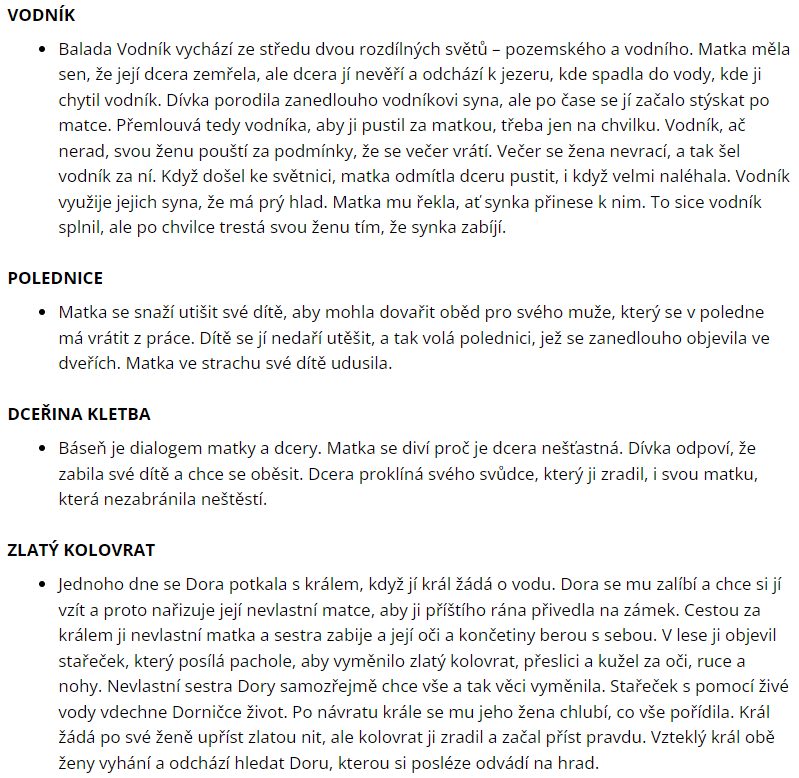 VODNÍK
• Balada Vodník vychází ze středu dvou rozdílných světů – pozemského a vodního. Matka měla
sen, že její dcera zemřela, ale dcera jí nevěří a odchází k jezeru, kde spadla do vody, kde ji
chytil vodník. Dívka porodila zanedlouho vodníkovi syna, ale po čase se jí začalo stýskat po
matce. Přemlouvá tedy vodníka, aby ji pustil za matkou, třeba jen na chvilku. Vodník, ač
nerad, svou ženu pouští za podmínky, že se večer vrátí. Večer se žena nevrací, a tak šel
vodník za ní. Když došel ke světnici, matka odmítla dceru pustit, i když velmi naléhala. Vodník
využije jejich syna, že má prý hlad. Matka mu řekla, ať synka přinese k nim. To sice vodník
splnil, ale po chvilce trestá svou ženu tím, že synka zabíjí.
POLEDNICE
• Matka se snaží utišit své dítě, aby mohla dovařit oběd pro svého muže, který se v poledne
má vrátit z práce. Dítě se jí nedaří utěšit, a tak volá polednici, jež se zanedlouho objevila ve
dveřích. Matka ve strachu své dítě udusila.
DCEŘINA KLETBA
• Báseň je dialogem matky a dcery. Matka se diví proč je dcera nešťastná. Dívka odpoví, že
zabila své dítě a chce se oběsit. Dcera proklíná svého svůdce, který ji zradil, i svou matku,
která nezabránila neštěstí.
ZLATÝ KOLOVRAT
• Jednoho dne se Dora potkala s králem, když jí král žádá o vodu. Dora se mu zalíbí a chce si jí
vzít a proto nařizuje její nevlastní matce, aby ji příštího rána přivedla na zámek. Cestou za
králem ji nevlastní matka a sestra zabije a její oči a končetiny berou s sebou. V lese ji objevil
stařeček, který posílá pachole, aby vyměnilo zlatý kolovrat, přeslici a kužel za oči, ruce a
nohy. Nevlastní sestra Dory samozřejmě chce vše a tak věci vyměnila. Stařeček s pomocí živé
vody vdechne Dorničce život. Po návratu krále se mu jeho žena chlubí, co vše pořídila. Král
žádá po své ženě upříst zlatou nit, ale kolovrat ji zradil a začal příst pravdu. Vzteklý král obě
ženy vyhání a odchází hledat Doru, kterou si posléze odvádí na hrad.